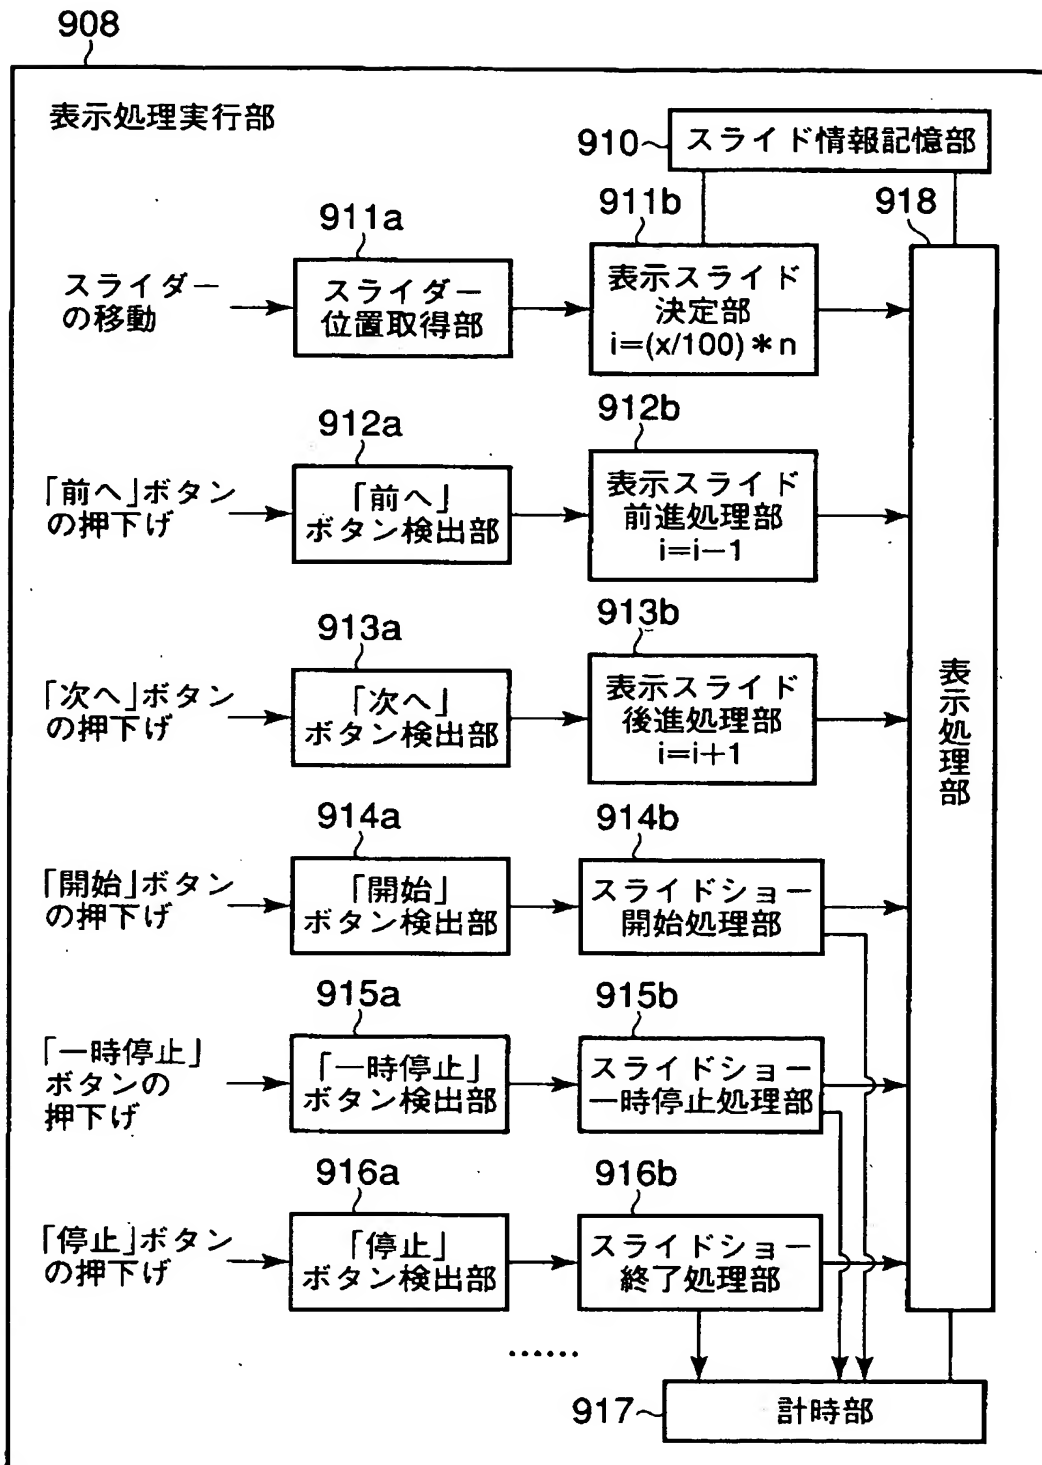 908
表示処理実行部
910
スライド情報記憶部
911a
911b
918
スライダー
の移動
スライダー
位置取得部
表示スライド
決定部
i=(x/100)*n
912a
912b
「前へ」ボタン
の押下げ
「前へ」
ボタン検出部
表示スライド
前進処理部
i=i−1
913a
913b
「次へ」ボタン
の押下げ
「次へ」
ボタン検出部
表示スライド
後進処理部
i=i+1
表示処理部
914a
914b
「開始」ボタン
の押下げ
「開始」
ボタン検出部
スライドショー
開始処理部
915a
915b
「一時停止」
ボタンの
押下げ
「一時停止」
ボタン検出部
スライドショー
一時停止処理部
916a
916b
「停止」ボタン
の押下げ
「停止」
ボタン検出部
スライドショー
終了処理部
……
917
計時部